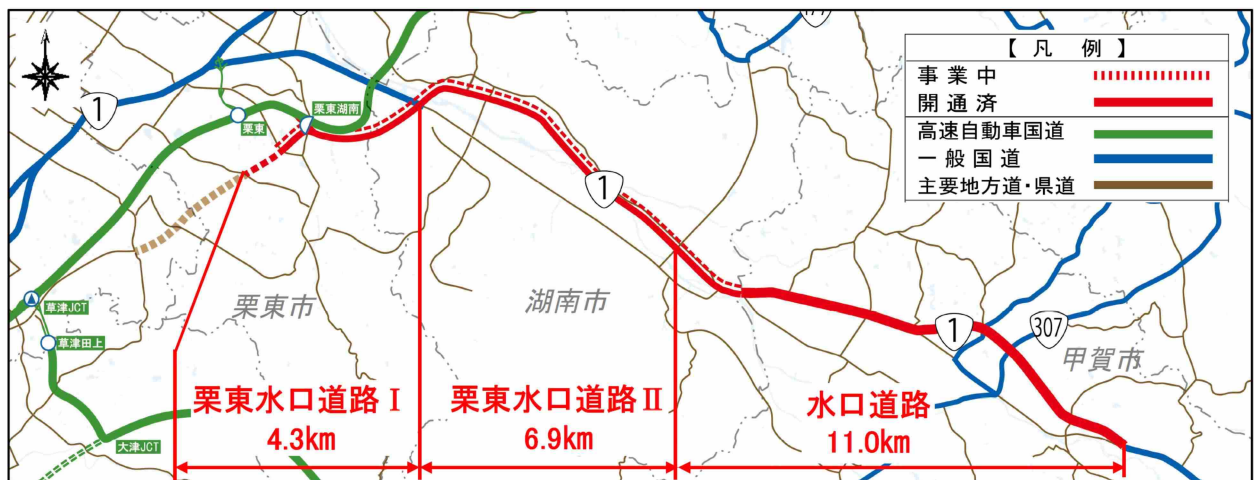 【 凡 例 】
事業中
開通済
高速自動車国道
一般国道
主要地方道・県道
1
栗東
栗東湖南
1
草津JCT
草津田上
大津JCT
栗東市
湖南市
1
307
甲賀市
栗東水口道路Ⅰ
4.3km
栗東水口道路Ⅱ
6.9km
水口道路
11.0km